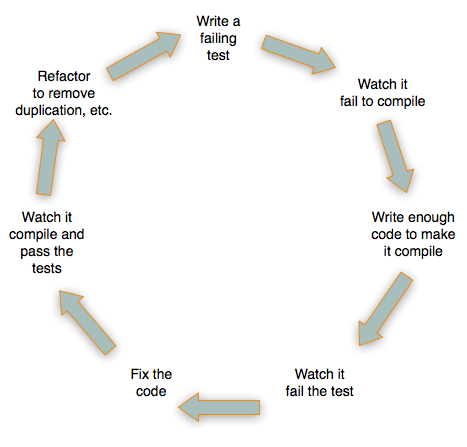 Write a
failing
test
Watch it
fail to compile
Write enough
code to make
it compile
Watch it
fail the test
Fix the
code
Watch it
compile and
pass the
tests
Refactor
to remove
duplication, etc.